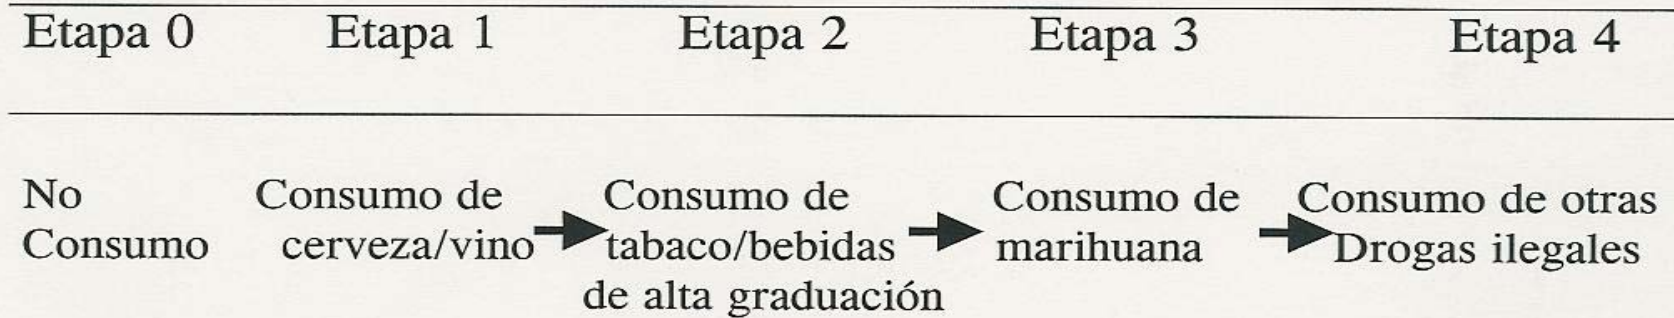 Etapa 0 Etapa 1 Etapa 2 Etapa 3 Etapa 4
No Consumo de Consumo de Consumo de Consumo de otras
Consumo cerveza/vino tabaco/bebidas marihuana Drogas ilegales
de alta graduación